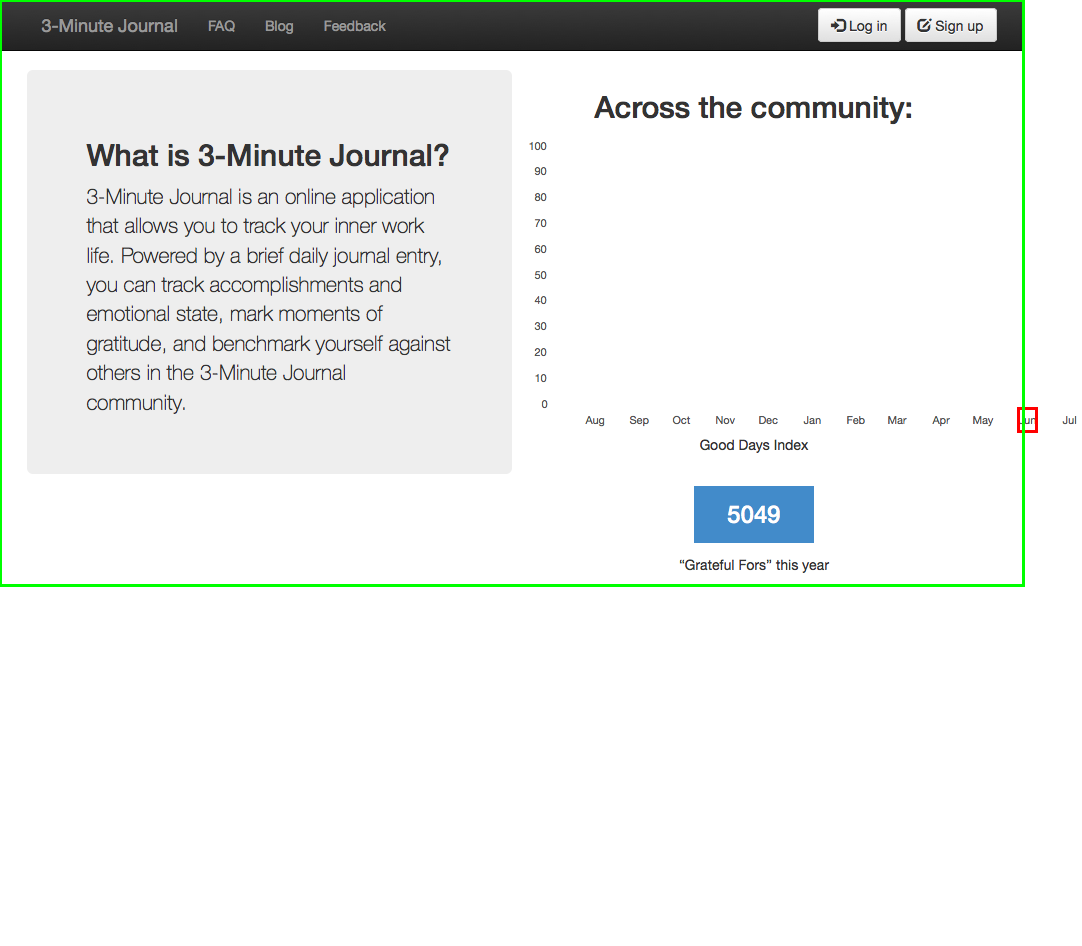 3-Minute Journal FAQ Blog Feedback Log in Sign up
What is 3-Minute Journal?
3-Minute Journal is an online application
that allows you to track your inner work
life. Powered by a brief daily journal entry,
you can track accomplishments and
emotional state, mark moments of
gratitude, and benchmark yourself against
others in the 3-Minute Journal
community.
Across the community:
100
90
80
70
60
50
40
30
20
10
0
Aug Sep Oct Nov Dec Jan Feb Mar Apr May Jun Jul
Good Days Index
5049
“Grateful Fors” this year